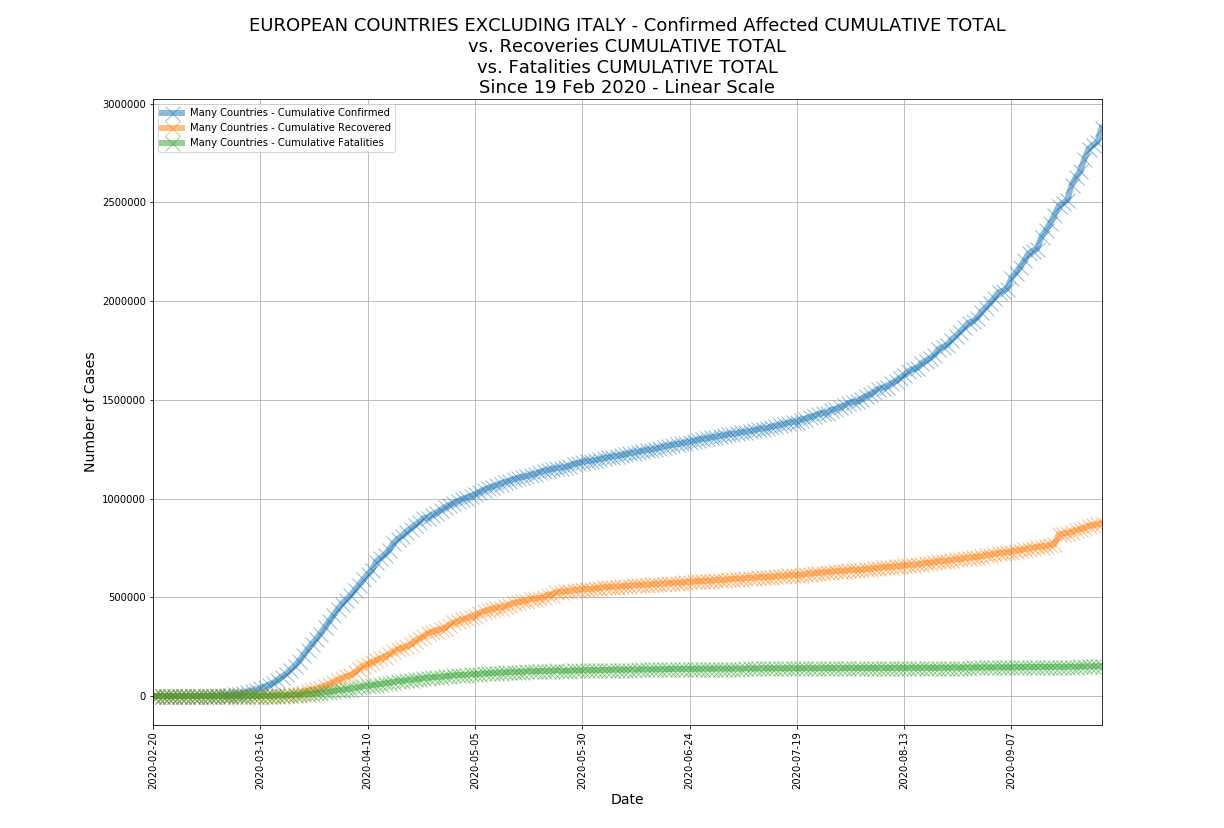 EUROPEAN COUNTRIES EXCLUDING ITALY - Confirmed Affected CUMULATIVE TOTAL
vs. Recoveries CUMULATIVE TOTAL
vs. Fatalities CUMULATIVE TOTAL
Since 19 Feb 2020 - Linear Scale
Many Countries - Cumulative Confirmed
Many Countries - Cumulative Recovered
Many Countries - Cumulative Fatalities
Number of Cases
3000000
2500000
2000000
1500000
1000000
500000
0
2020-02-20
2020-03-16
2020-04-10
2020-05-05
2020-05-30
2020-06-24
2020-07-19
2020-08-13
2020-09-07
Date